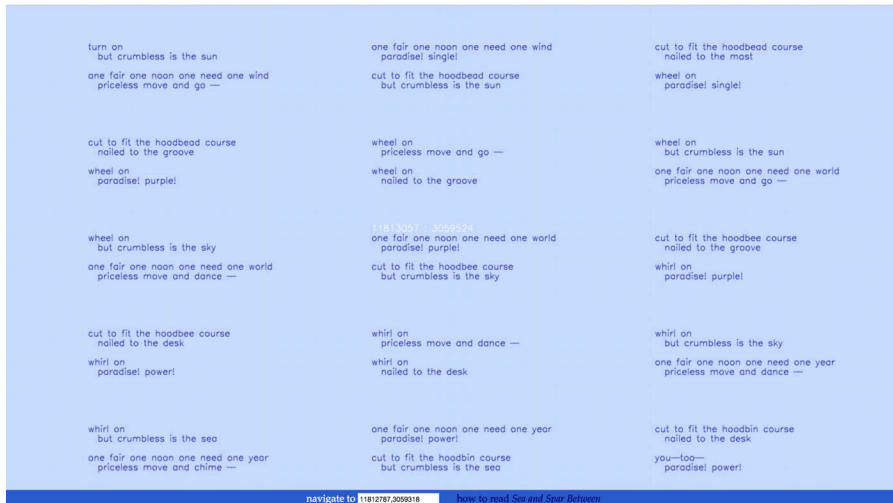 turn on
but crumbless is the sun
one fair one noon one need one wind
priceless move and go —
one fair one noon one need one wind
paradise! single!
cut to fit the hoodbead course
but crumbless is the sun
cut to fit the hoodbead course
nailed to the mast
wheel on
paradise! single!
cut to fit the hoodbead course
nailed to the groove
wheel on
paradise! purple!
wheel on
priceless move and go —
wheel on
nailed to the groove
wheel on
but crumbless is the sun
one fair one noon one need one world
priceless move and go —
wheel on
but crumbless is the sky
one fair one noon one need one world
priceless move and dance —
11813057 : 3059524
one fair one noon one need one world
paradise! purple!
cut to fit the hoodbee course
but crumbless is the sky
cut to fit the hoodbee course
nailed to the groove
whirl on
paradise! purple!
cut to fit the hoodbee course
nailed to the desk
whirl on
paradise! power!
whirl on
priceless move and dance —
whirl on
nailed to the desk
whirl on
but crumbless is the sky
one fair one noon one need one year
priceless move and dance —
whirl on
but crumbless is the sea
one fair one noon one need one year
priceless move and chime —
one fair one noon one need one year
paradise! power!
cut to fit the hoodbin course
but crumbless is the sea
cut to fit the hoodbin course
nailed to the desk
you—too—
paradise! power!
navigate to 11812787,3059318 how to read Sea and Spar Between